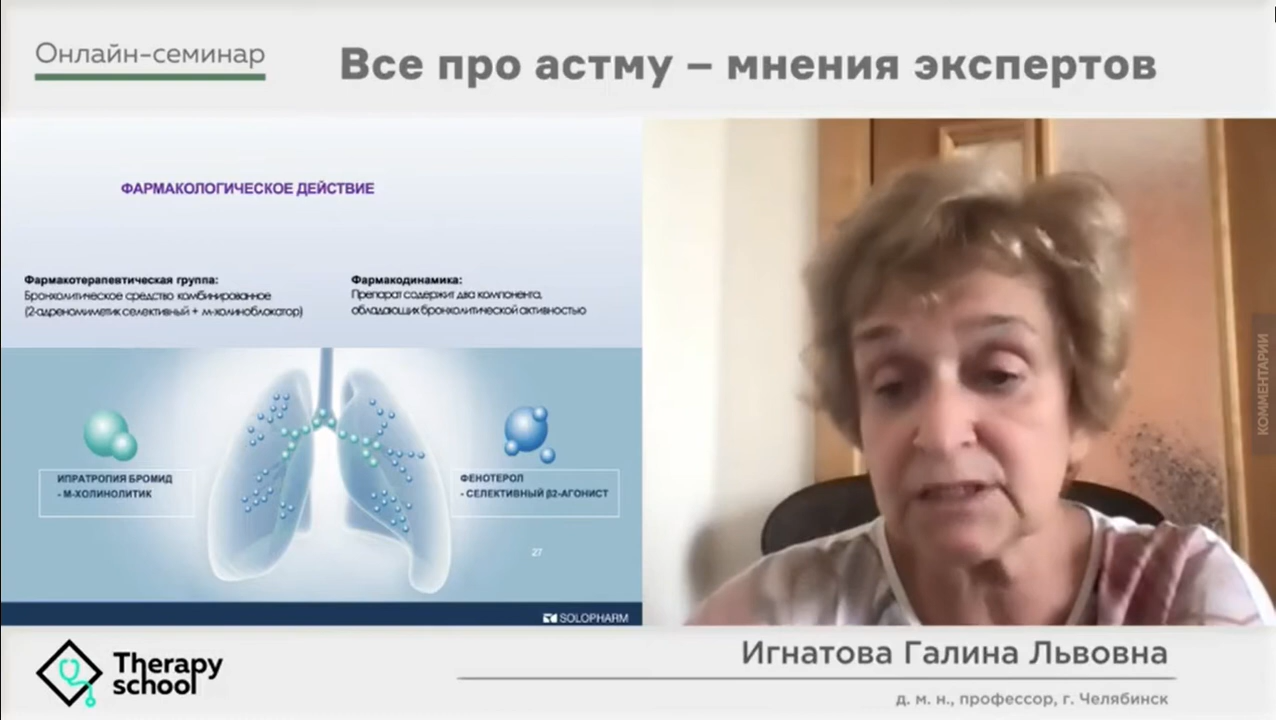 Онлайн-семинар
Все про астму – мнения экспертов
ФАРМАКОЛОГИЧЕСКОЕ ДЕЙСТВИЕ
Фармакотерапевтическая группа:
Бронхолитическое средство комбинированное
(2-адреномиметик селективный + м-холиноблокатор)
Фармакодинамика:
Препарат содержит два компонента,
обладающих бронхолитической активностью
ИПРАТРОПИЯ БРОМИД
- М-ХОЛИНОЛИТИК
ФЕНОТЕРОЛ
- СЕЛЕКТИВНЫЙ β2-АГОНИСТ
27
SOLOPHARM
КОММЕНТАРИИ
Therapy
school
Игнатова Галина Львовна
д. м. н., профессор, г. Челябинск